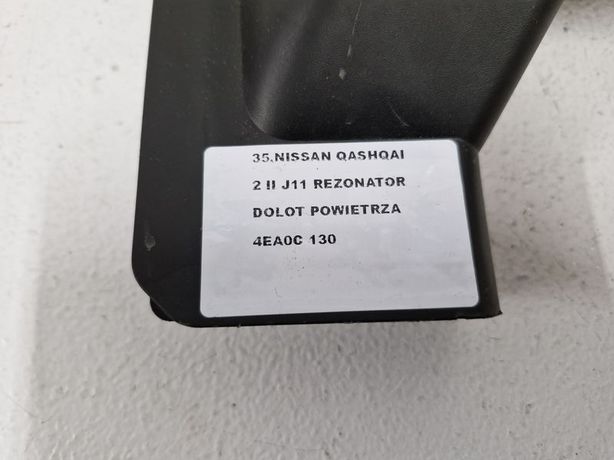 35.NISSAN QASHQAI
2 II J11 REZONATOR
DOLOT POWIETRZA
4EA0C 130